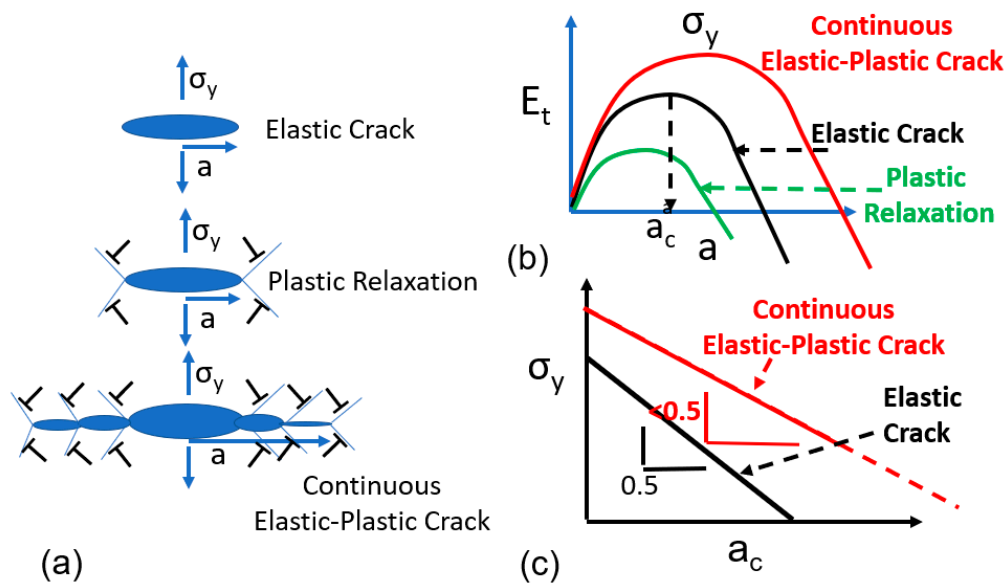 σy
Elastic Crack
a
σy
Plastic Relaxation
a
σy
a
Continuous
Elastic-Plastic Crack
(a)
σy
Continuous
Elastic-Plastic Crack
Et
Elastic Crack
Plastic
Relaxation
a
ac
a
(b)
Continuous
Elastic-Plastic Crack
σy
<0.5
Elastic
Crack
0.5
ac
(c)